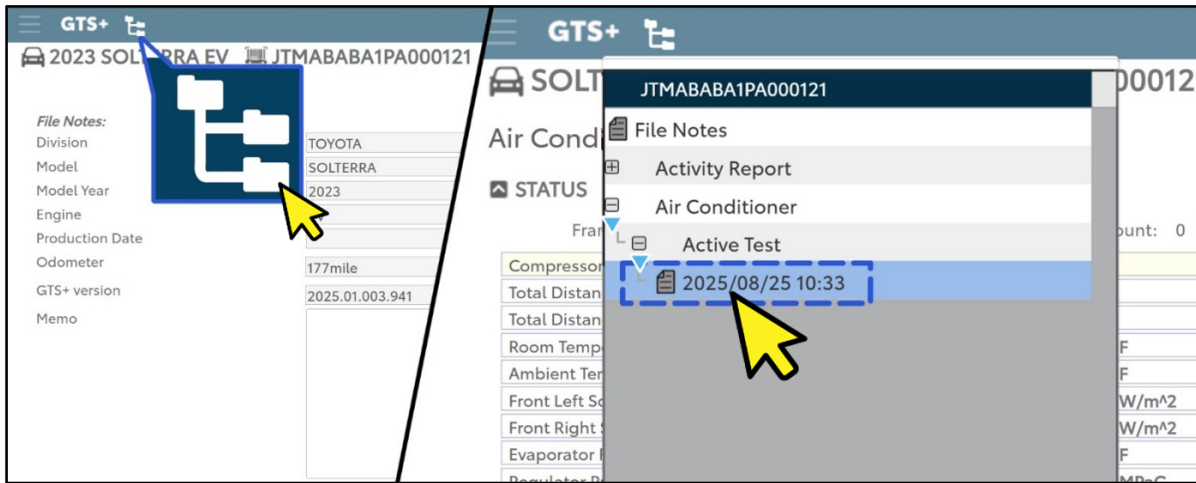 GTS+
2023 SOLTERRA EV JTMABABA1PA000121
File Notes:
Division TOYOTA
Model SOLTERRA
Model Year 2023
Engine
Production Date
Odometer 177mile
GTS+ version 2025.01.003.941
Memo
GTS+
SOLT 00012
JTMABABA1PA000121
Air Condi
File Notes
Activity Report
STATUS
Air Conditioner
Fra ount: 0
Active Test
Compressor
2025/08/25 10:33
Total Distan
Total Distan
Room Temp F
Ambient Ter F
Front Left So W/m^2
Front Right W/m^2
Evaporator F